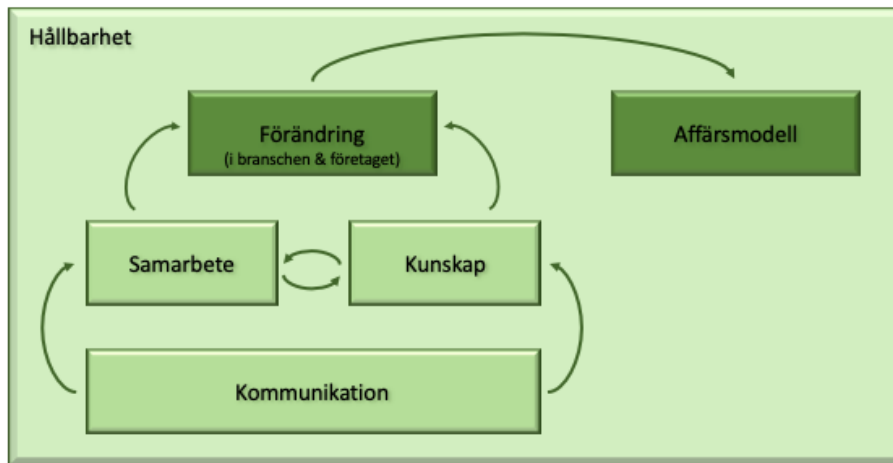 Hållbarhet
Förändring
(i branschen & företaget)
Affärsmodell
Samarbete
Kunskap
Kommunikation